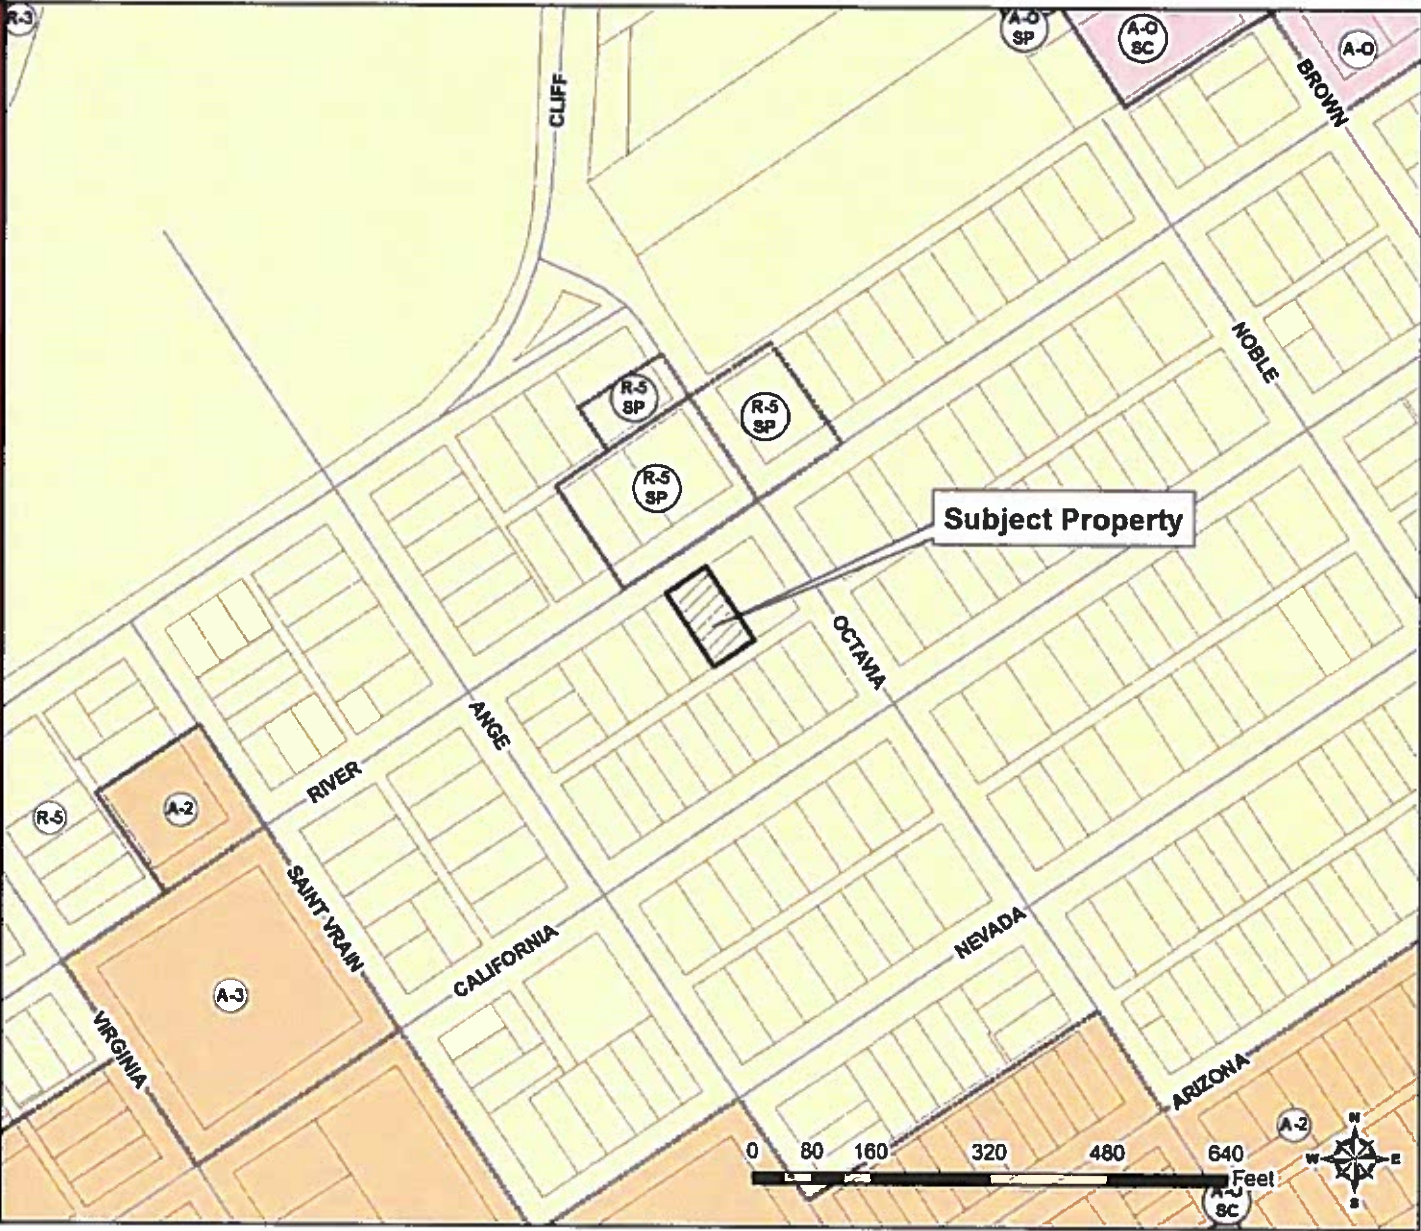 R-3
CLIFF
A-O
SP
A-O
SC
A-O
BROWN
NOBLE
R-5
SP
R-5
SP
R-5
SP
Subject Property
OCTAVIA
ANGE
RIVER
R-5
A-2
SAINT VRAIN
CALIFORNIA
NEVADA
A-3
VIRGINIA
ARIZONA
A-2
0 80 160 320 480 640
Feet
SC
N
W E
S